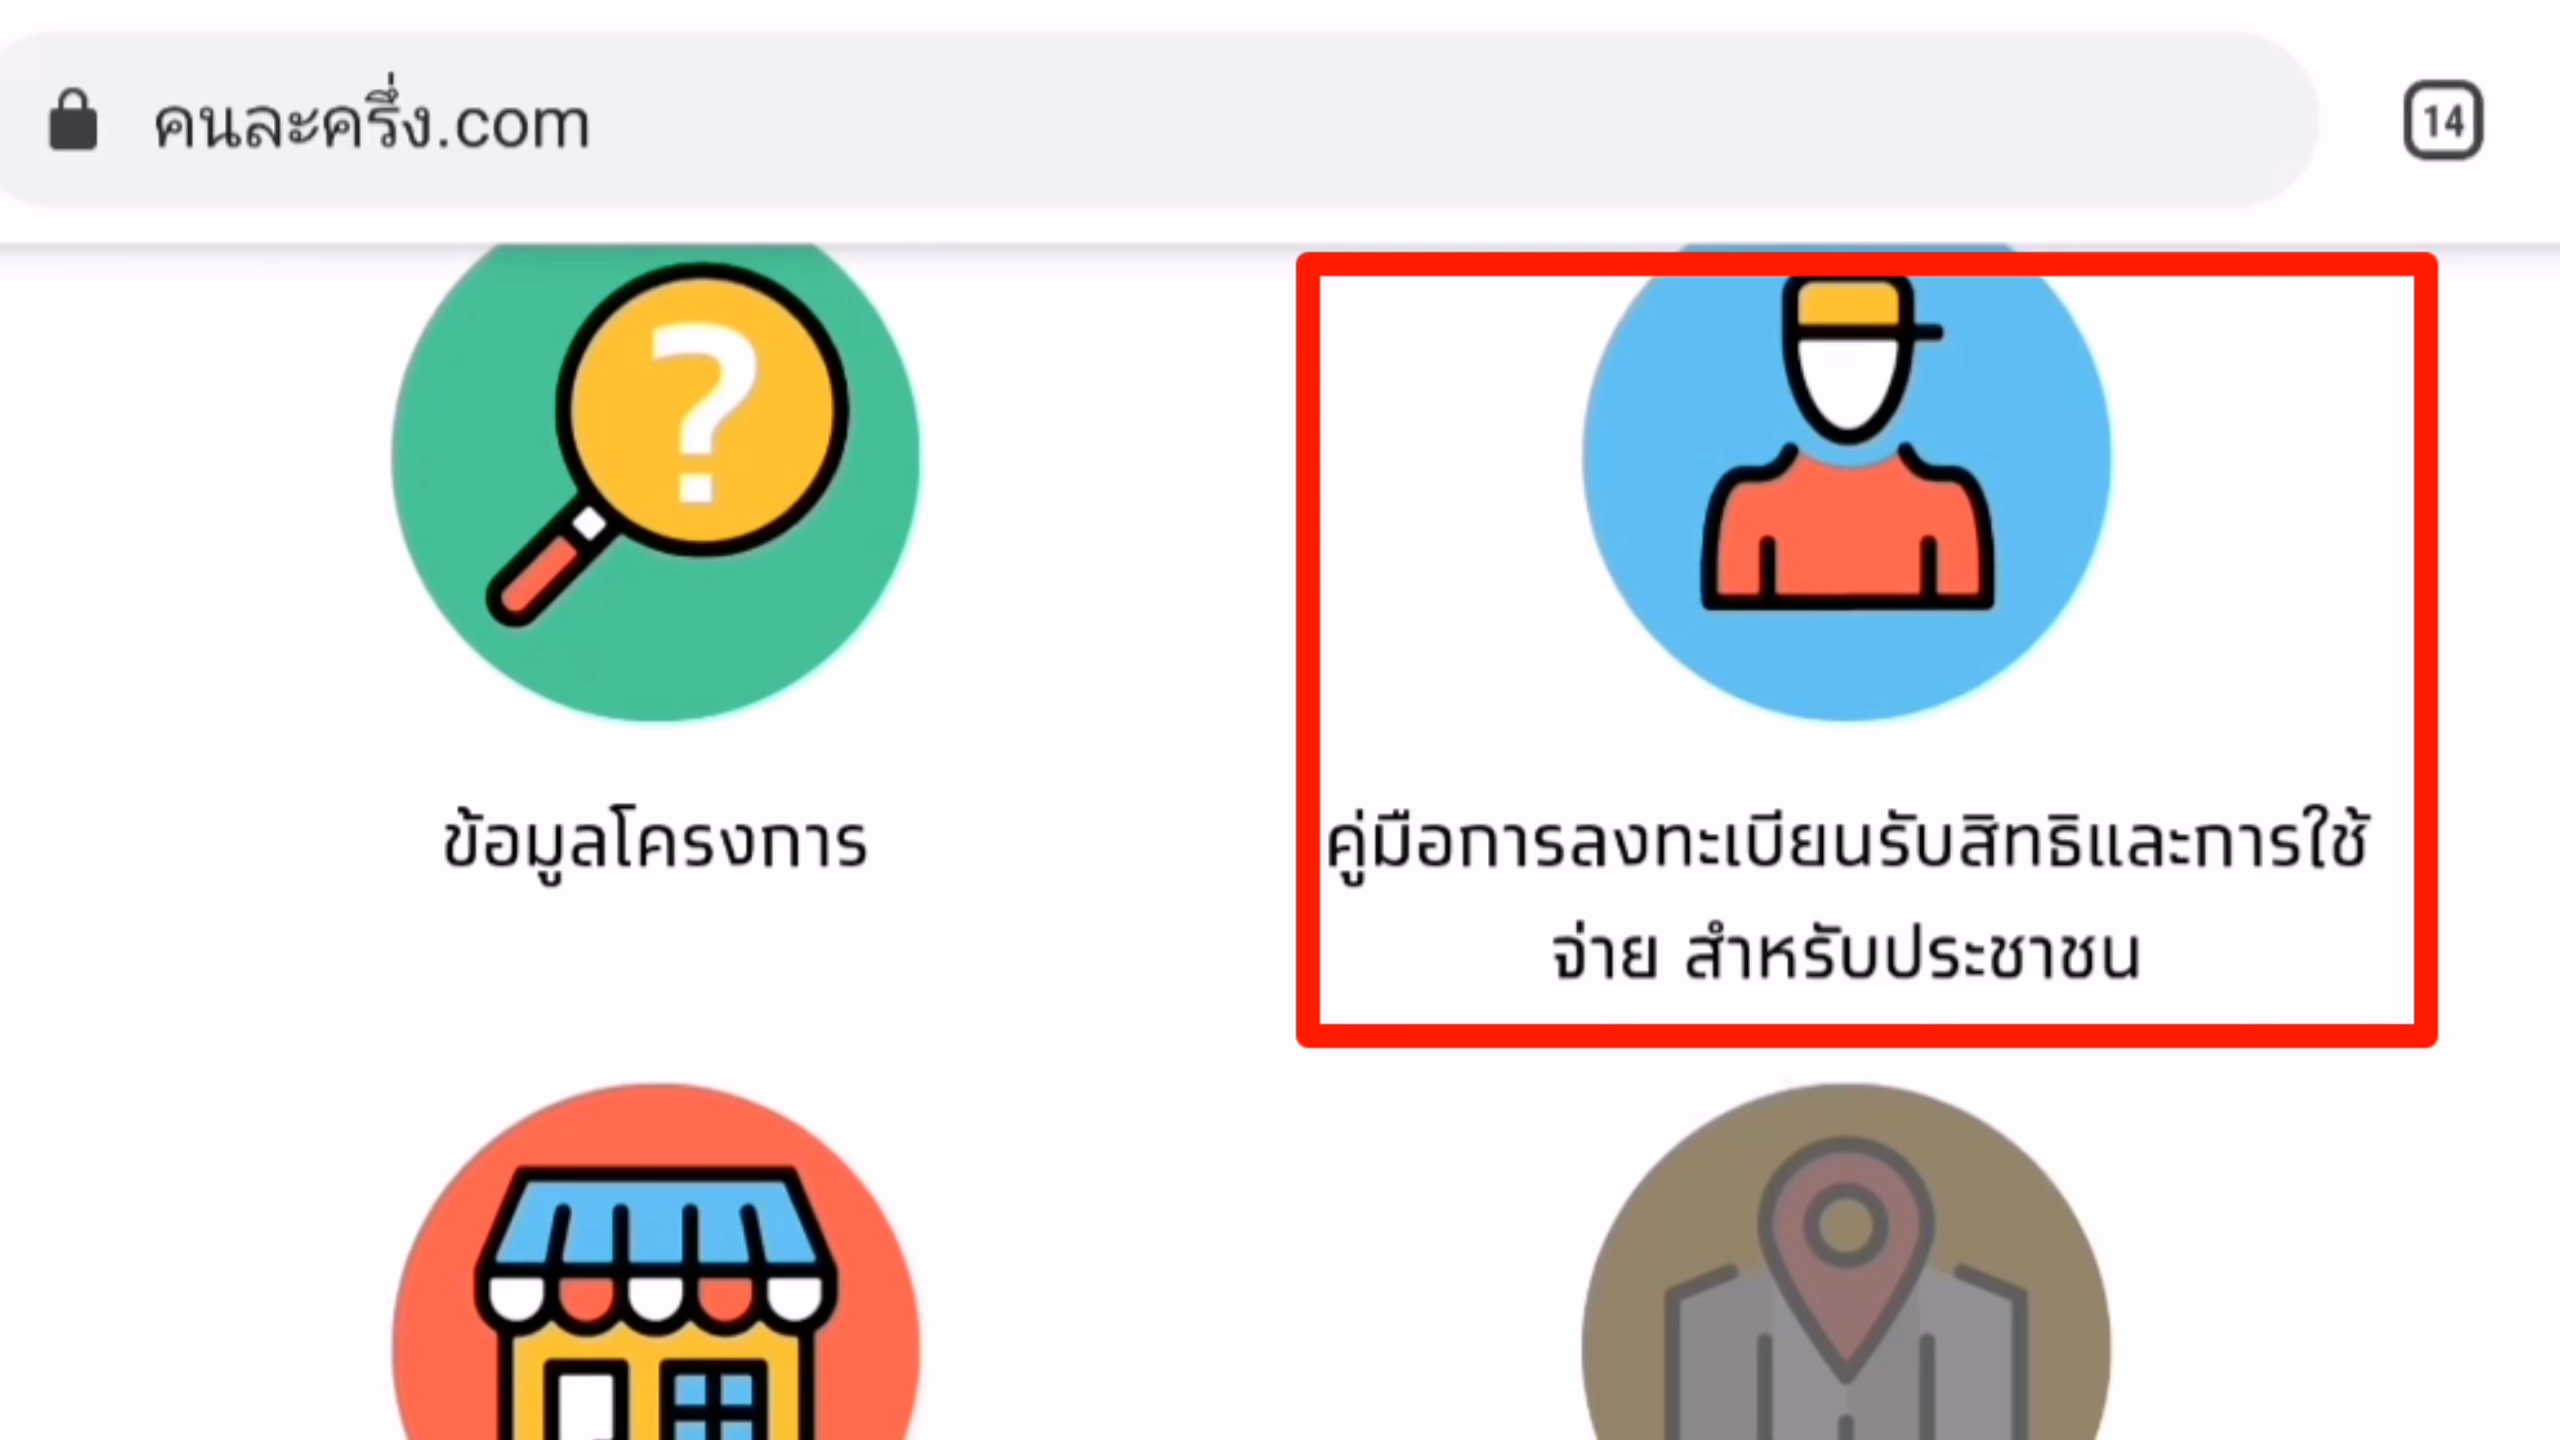 คนละครึ่ง.com
14
?
ข้อมูลโครงการ
คู่มือการลงทะเบียนรับสิทธิและการใช้
จ่าย สำหรับประชาชน